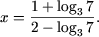 x = \frac{1 + \log_3 7}{2 - \log_3 7}.